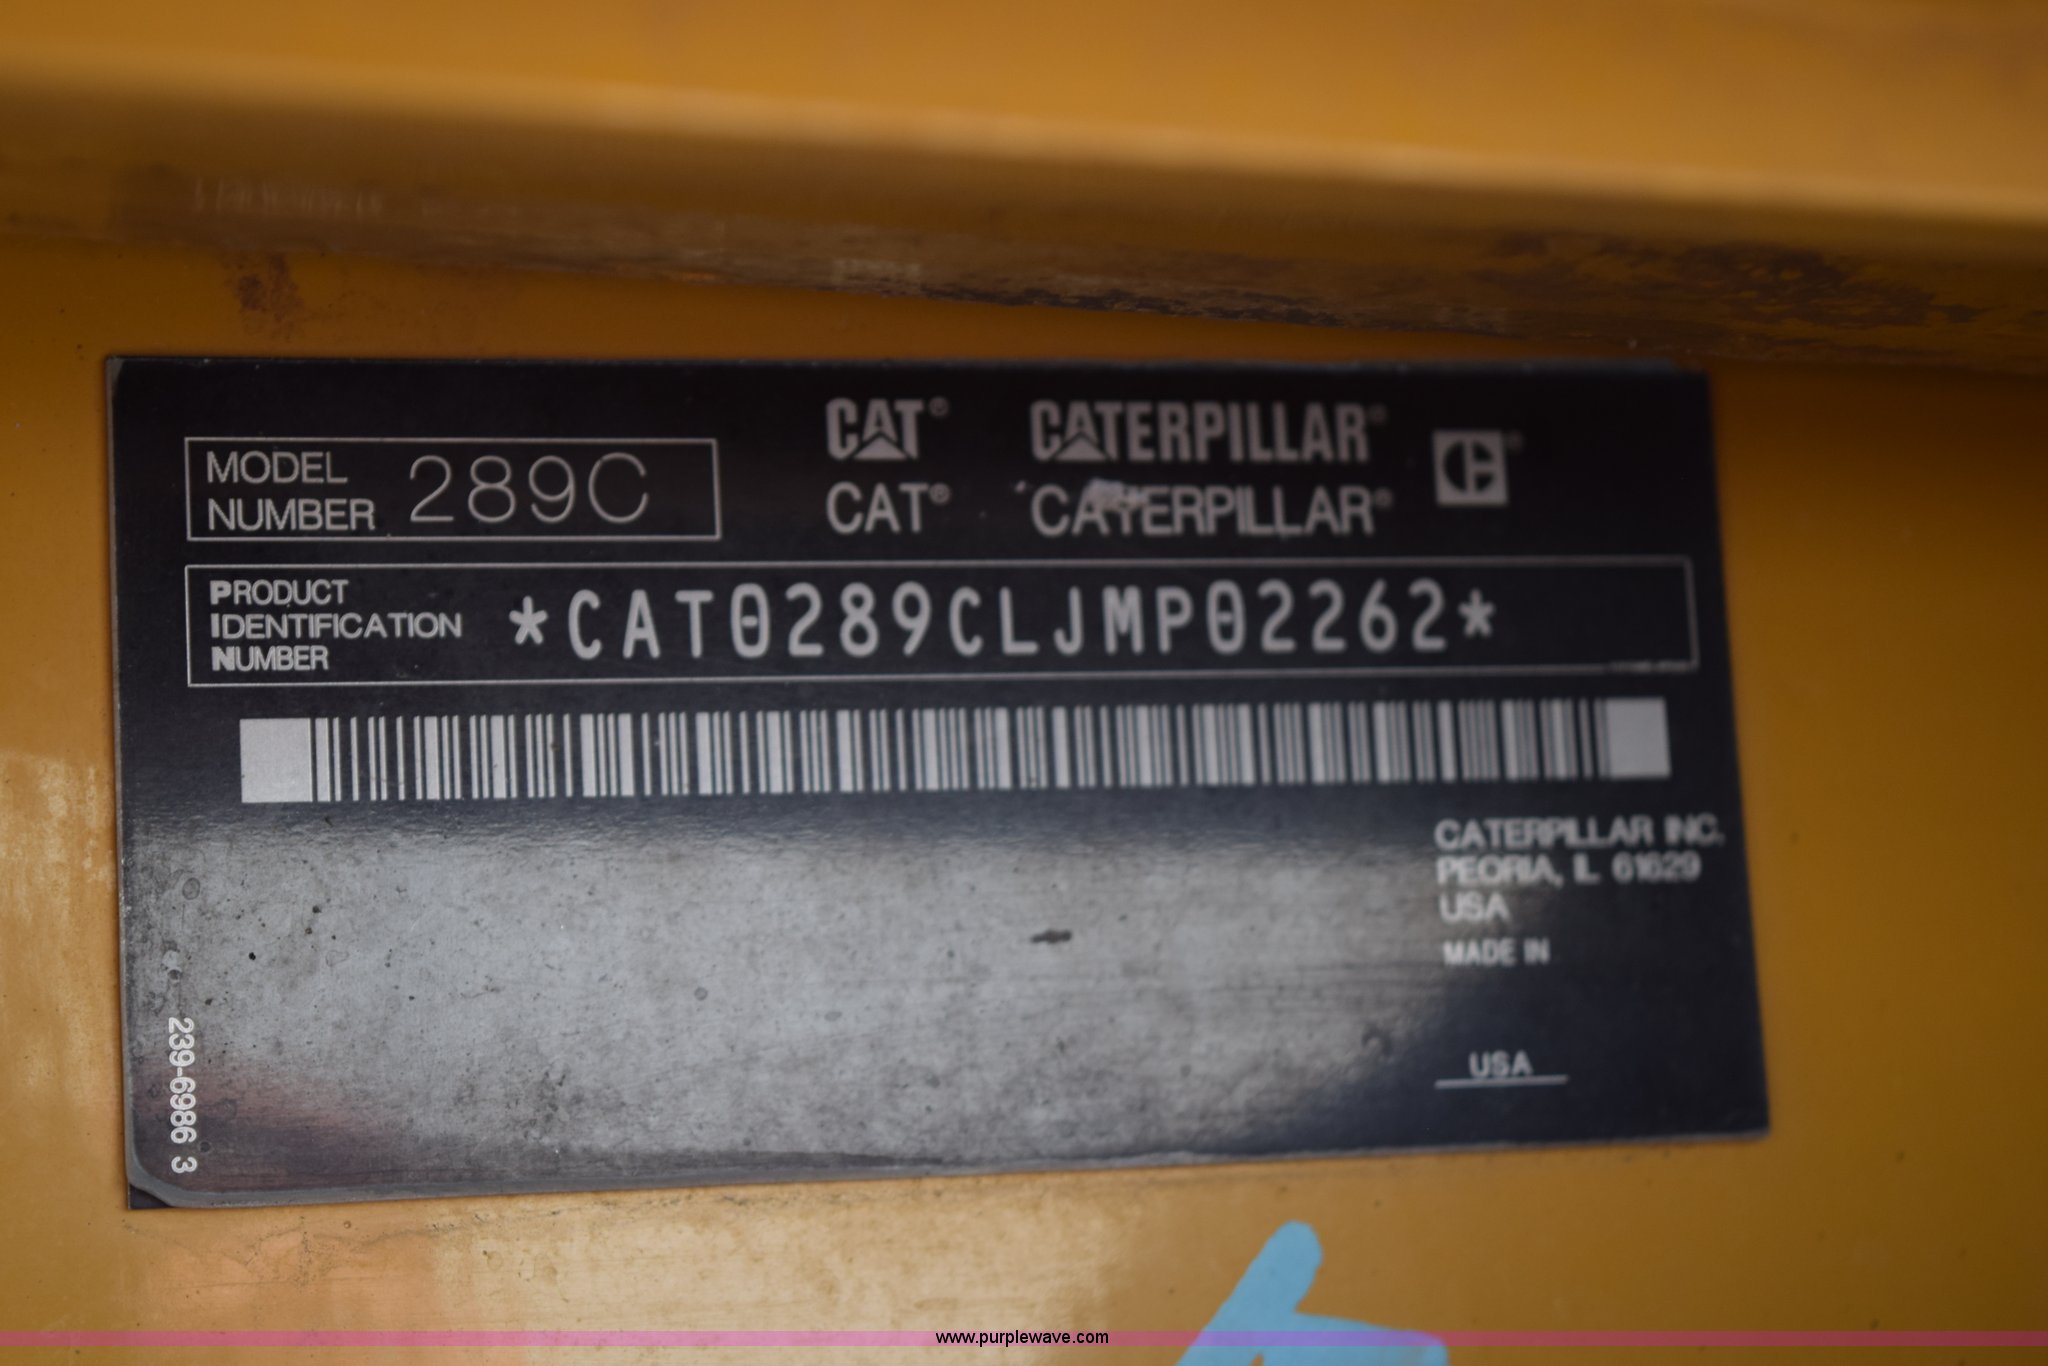 MODEL NUMBER 289C
CAT® CATERPILLAR®
CAT® CATERPILLAR®
PRODUCT IDENTIFICATION NUMBER *CAT0289CLJMP02262*
CATERPILLAR INC.
PEORIA, IL 61629
USA
MADE IN
USA
239-6986 3
www.purplewave.com